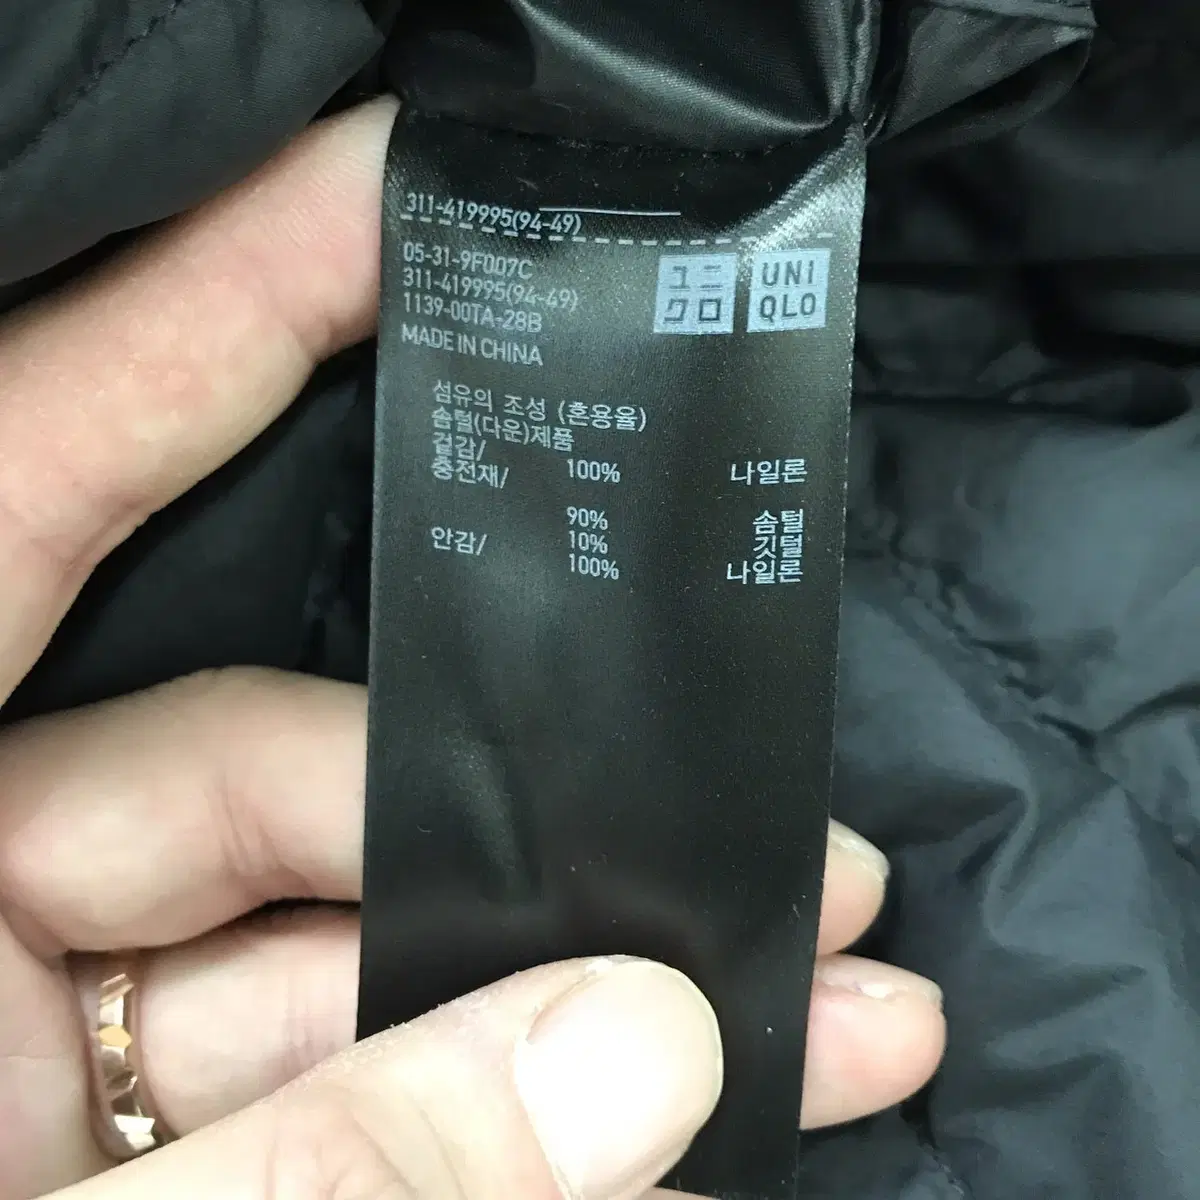 311-419995(94-49)
05-31-9F007C
311-419995(94-49)
1139-00TA-28B
MADE IN CHINA
ユニ
クロ
UNI
QLO
섬유의 조성 (혼용율)
솜털(다운)제품
겉감/
충전재/ 100% 나일론
90% 솜털
안감/ 10% 깃털
100% 나일론